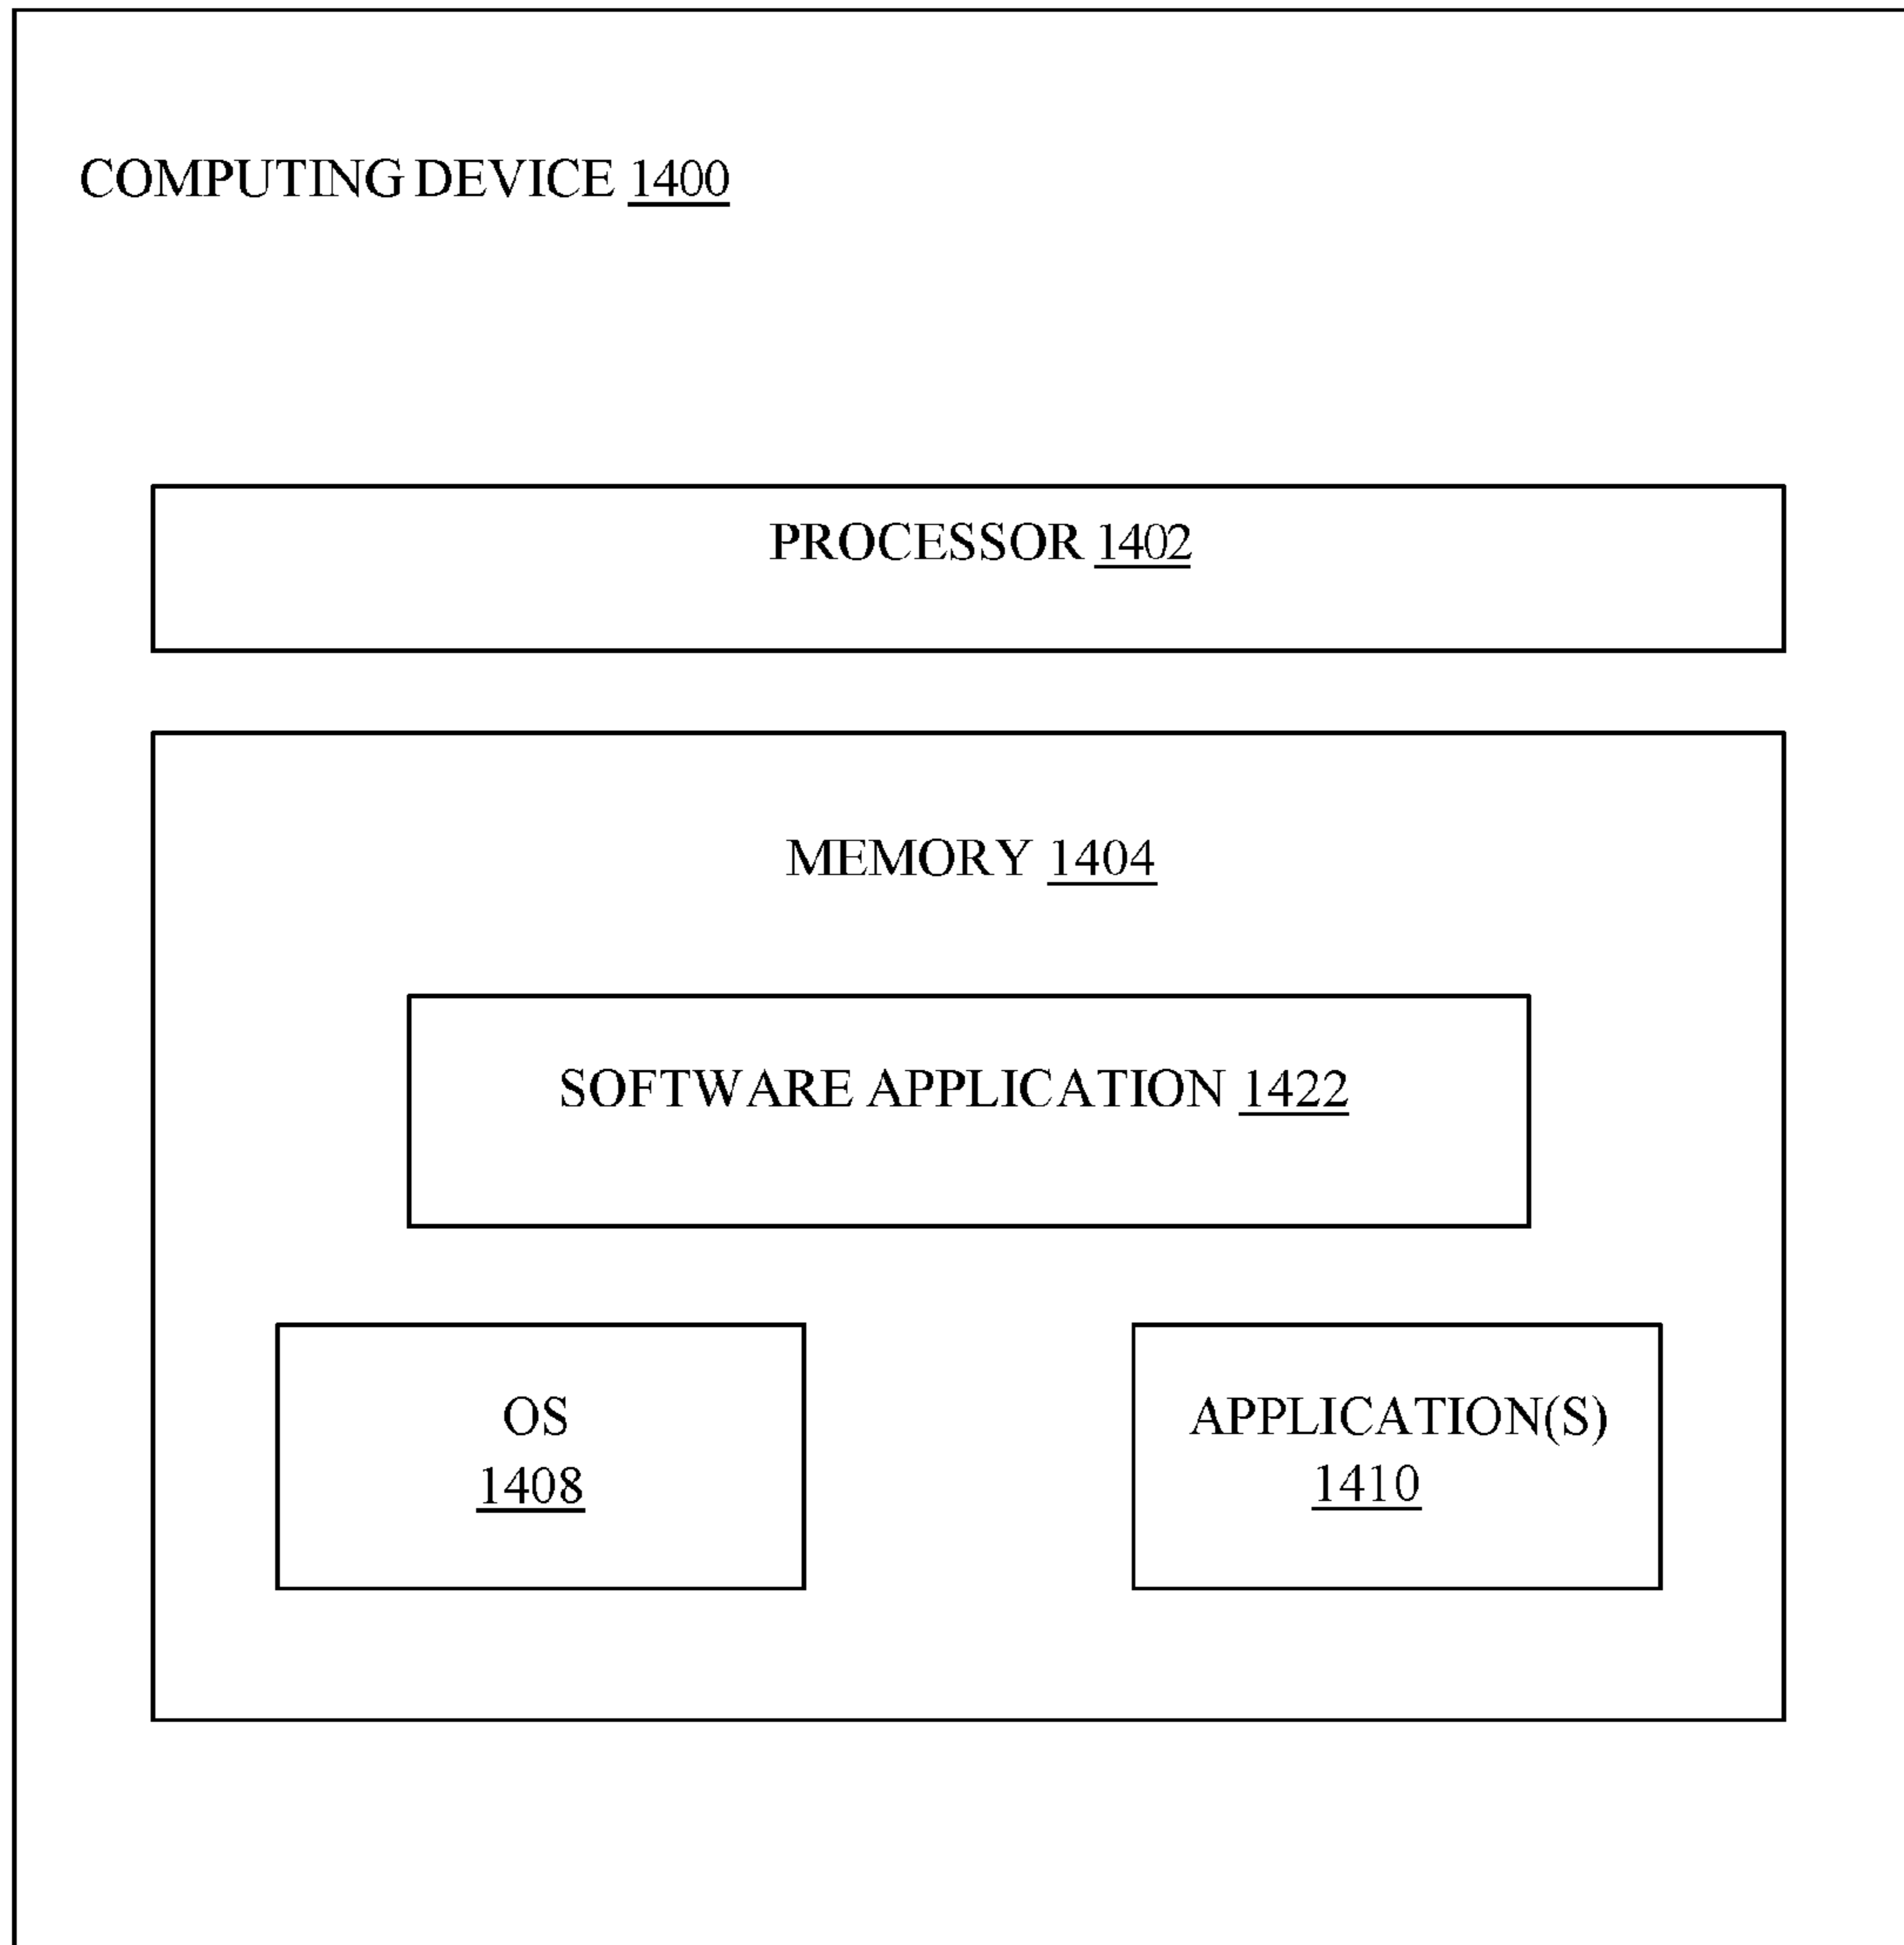 COMPUTING DEVICE 1400
PROCESSOR 1402
MEMORY 1404
SOFTWARE APPLICATION 1422
OS
1408
APPLICATION(S)
1410